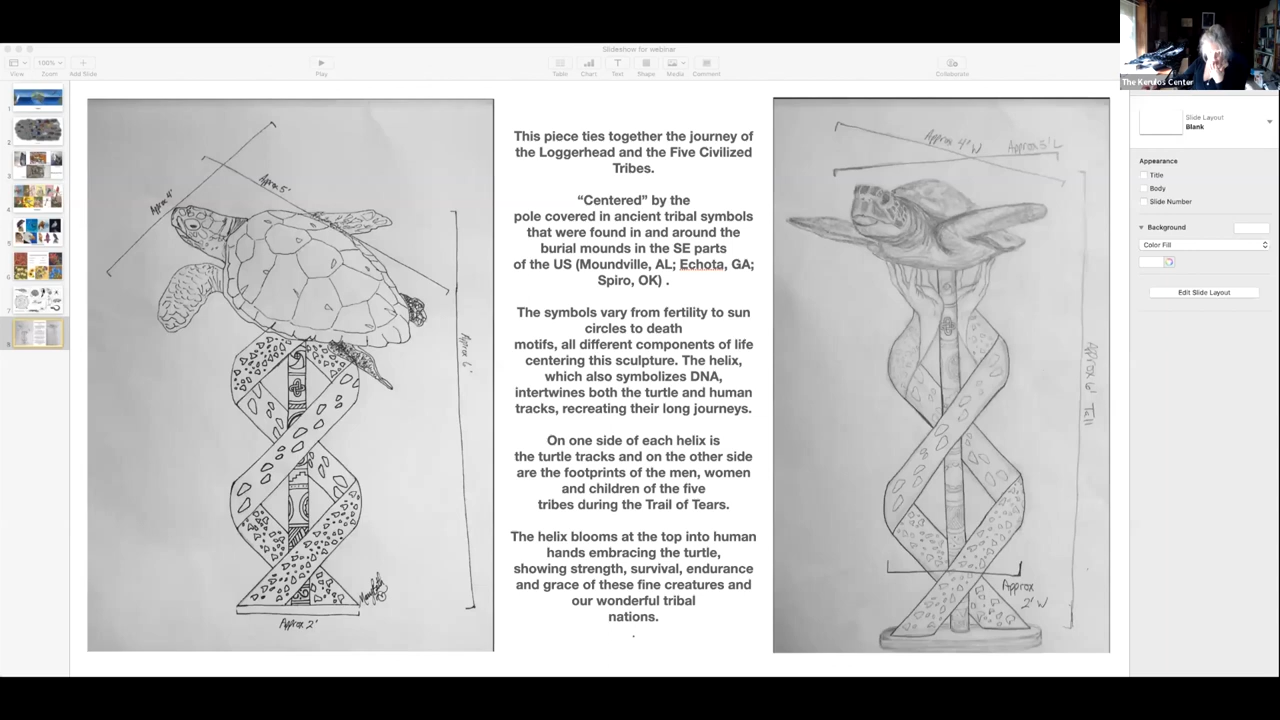 Slideshow for webinar
100%
View
Zoom
Add Slide
Play
Table
Chart
Text
Shape
Media
Comment
Collaborate
The Kerulos Center
1
2
3
4
5
6
7
8
Approx 4'
Approx 5'
Approx 6'
Approx 2'
This piece ties together the journey of
the Loggerhead and the Five Civilized
Tribes.
“Centered” by the
pole covered in ancient tribal symbols
that were found in and around the
burial mounds in the SE parts
of the US (Moundville, AL; Echota, GA;
Spiro, OK) .
The symbols vary from fertility to sun
circles to death
motifs, all different components of life
centering this sculpture. The helix,
which also symbolizes DNA,
intertwines both the turtle and human
tracks, recreating their long journeys.
On one side of each helix is
the turtle tracks and on the other side
are the footprints of the men, women
and children of the five
tribes during the Trail of Tears.
The helix blooms at the top into human
hands embracing the turtle,
showing strength, survival, endurance
and grace of these fine creatures and
our wonderful tribal
nations.
.
Approx 4' W
Approx 5' L
Approx 6' Tall
Approx
2' W
Slide Layout
Blank
Appearance
Title
Body
Slide Number
Background
Color Fill
Edit Slide Layout